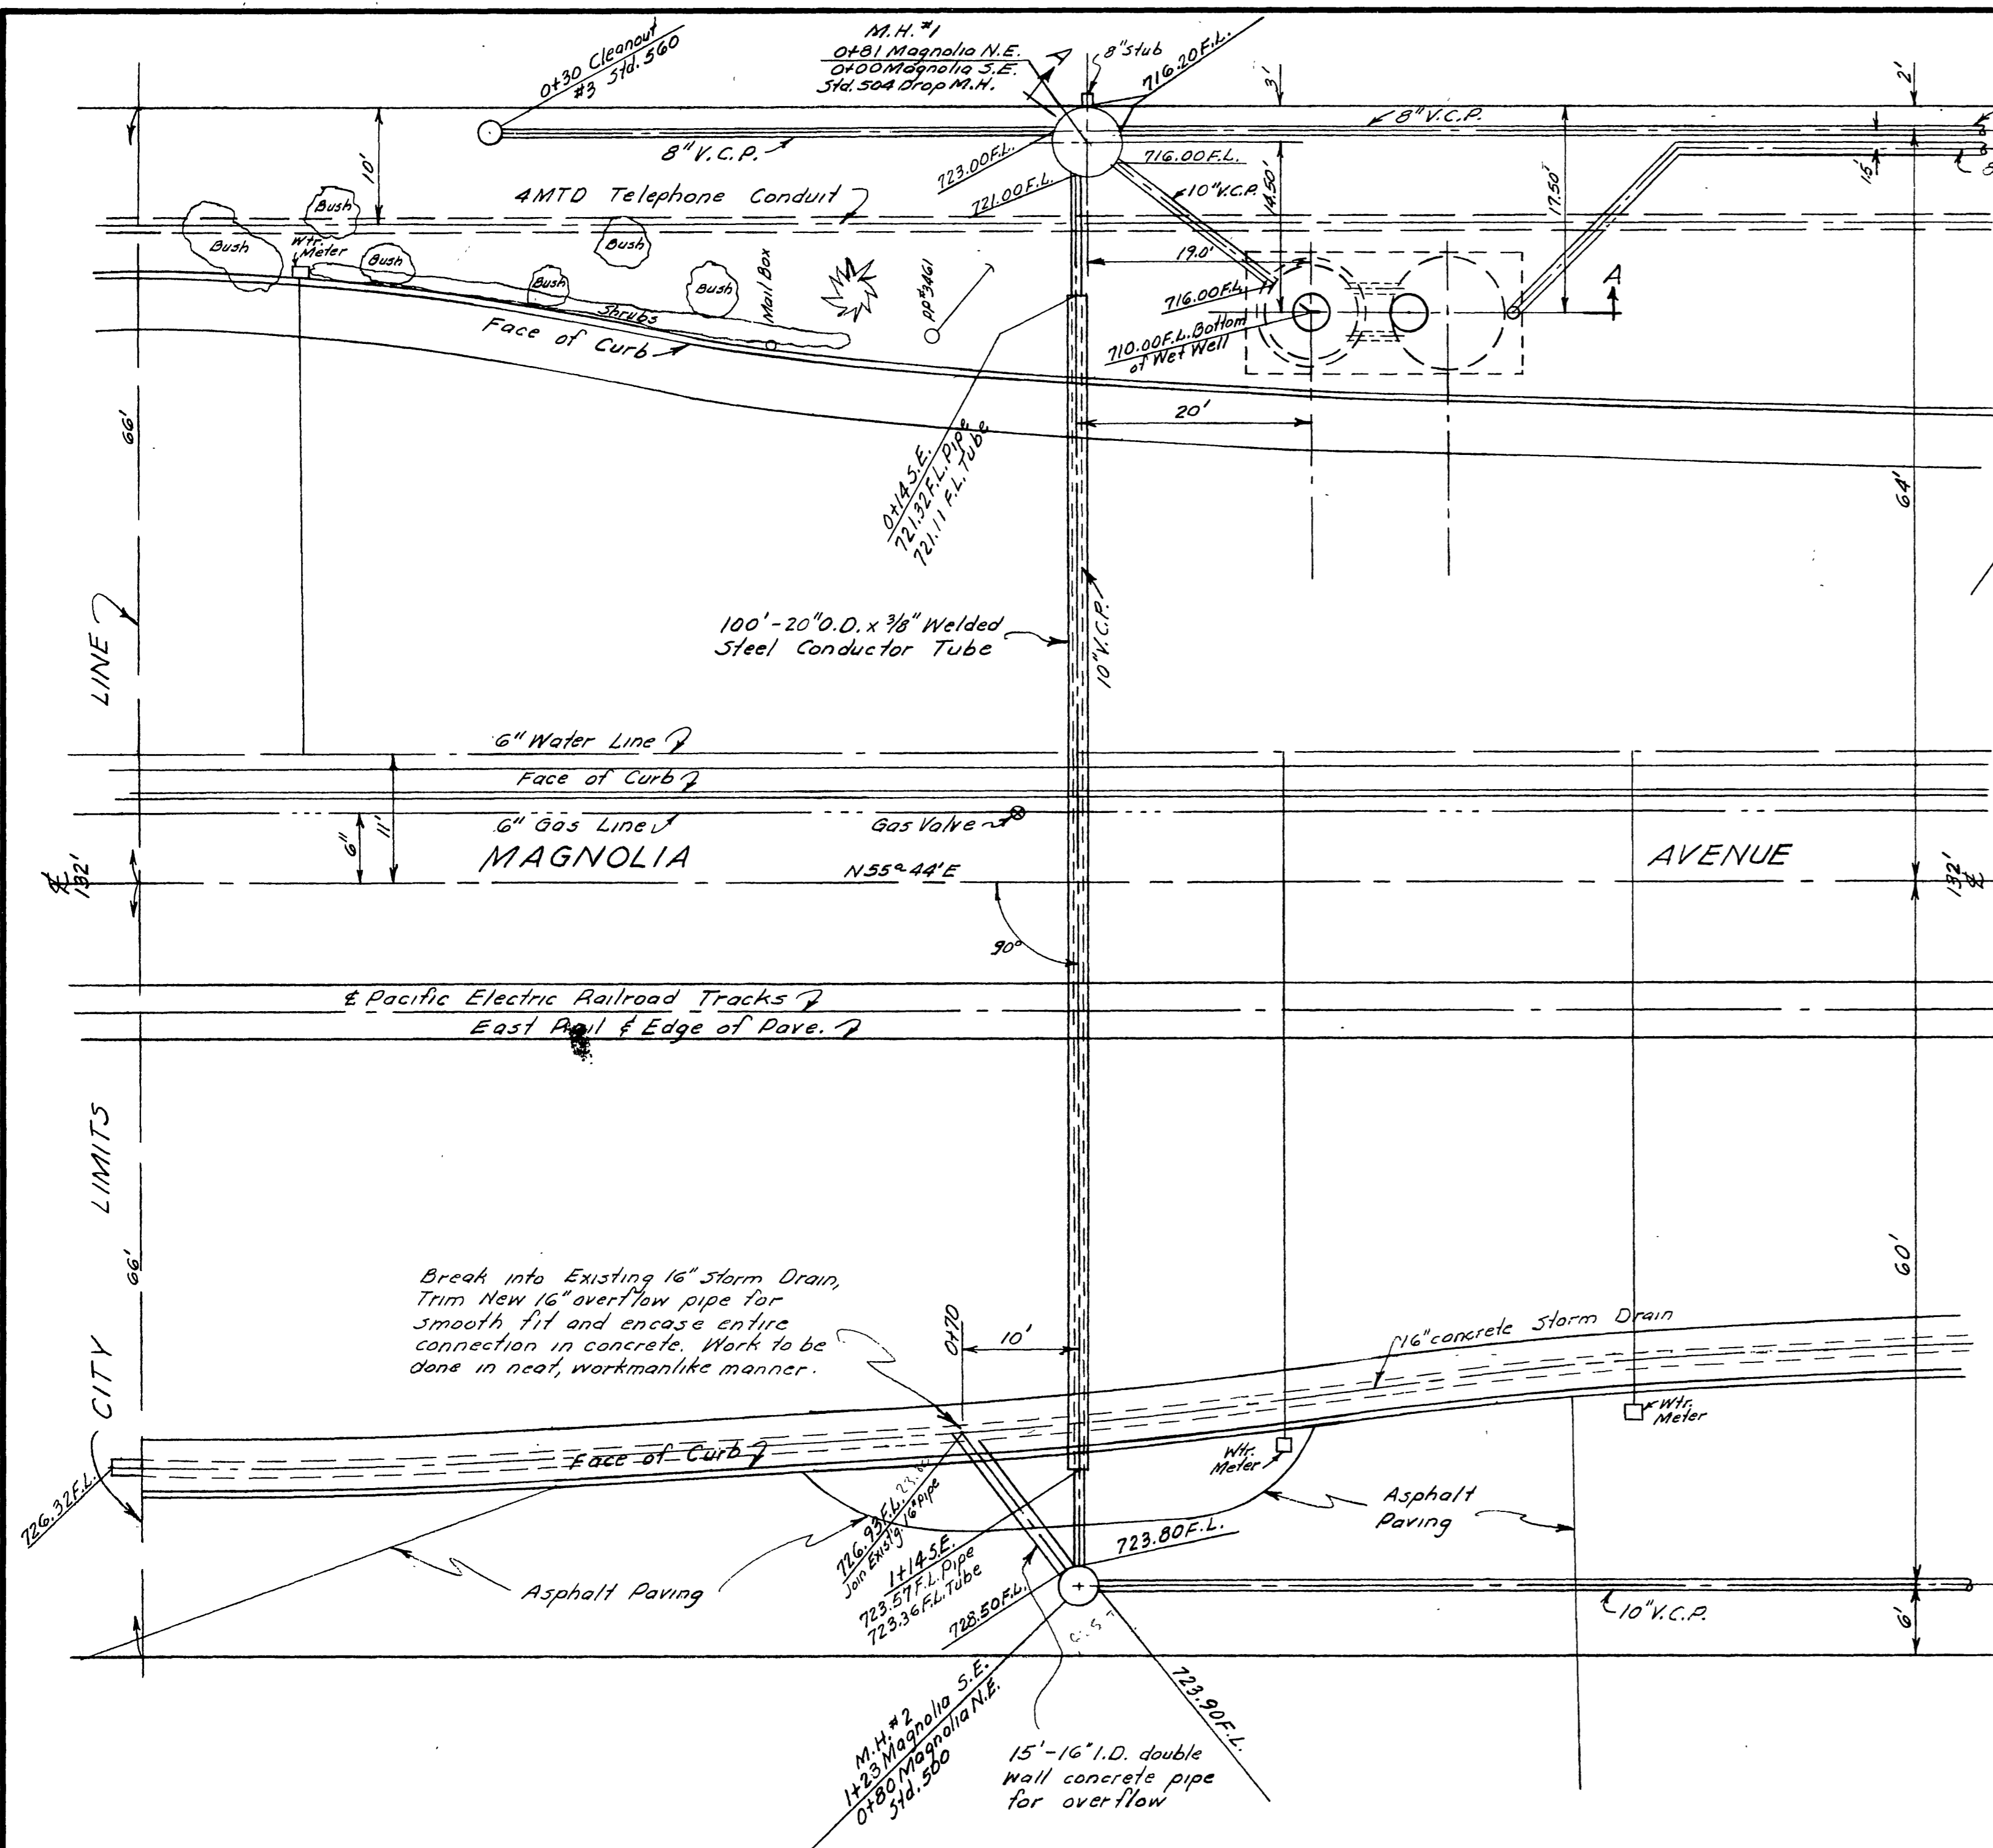 0+30 Cleanout
#3 Std. 560
M.H. #1
0+81 Magnolia N.E.
0+00 Magnolia S.E.
Std. 504 Drop M.H.
A
8" Stub
716.20 F.L.
3'
2'
8" V.C.P.
8" V.C.P.
10'
723.00 F.L.
721.00 F.L.
716.00 F.L.
10" V.C.P.
14.50'
17.50'
1.5'
4 MTD Telephone Conduit
Bush
Bush
Wtr.
Meter
Bush
Bush
Bush
Bush
Shrubs
Mail Box
PP#3461
Face of Curb
19.0'
716.00 F.L.
710.00 F.L. Bottom
of Wet Well
A
20'
66'
64'
0+14 S.E.
721.32 F.L. Pipe
721.11 F.L. Tube
100'-20" O.D. x 3/8" Welded
Steel Conductor Tube
10" V.C.P.
LINE
6" Water Line
Face of Curb
6" Gas Line
Gas Valve
6"
11'
MAGNOLIA
AVENUE
N55°44'E
℄
132'
132'
℄
90°
℄ Pacific Electric Railroad Tracks
East Rail & Edge of Pave.
LIMITS
66'
60'
CITY
Break into Existing 16" Storm Drain,
Trim New 16" overflow pipe for
smooth fit and encase entire
connection in concrete. Work to be
done in neat, workmanlike manner.
0+70
10'
16" concrete Storm Drain
Wtr.
Meter
Wtr.
Meter
Face of Curb
726.32 F.L.
726.93 F.L.
Join Exist'g. 16" pipe
1+14 S.E.
723.57 F.L. Pipe
723.36 F.L. Tube
728.50 F.L.
723.80 F.L.
Asphalt
Paving
Asphalt Paving
10" V.C.P.
6'
723.90 F.L.
M.H. #2
1+23 Magnolia S.E.
0+80 Magnolia N.E.
Std. 500
15'-16" I.D. double
wall concrete pipe
for overflow